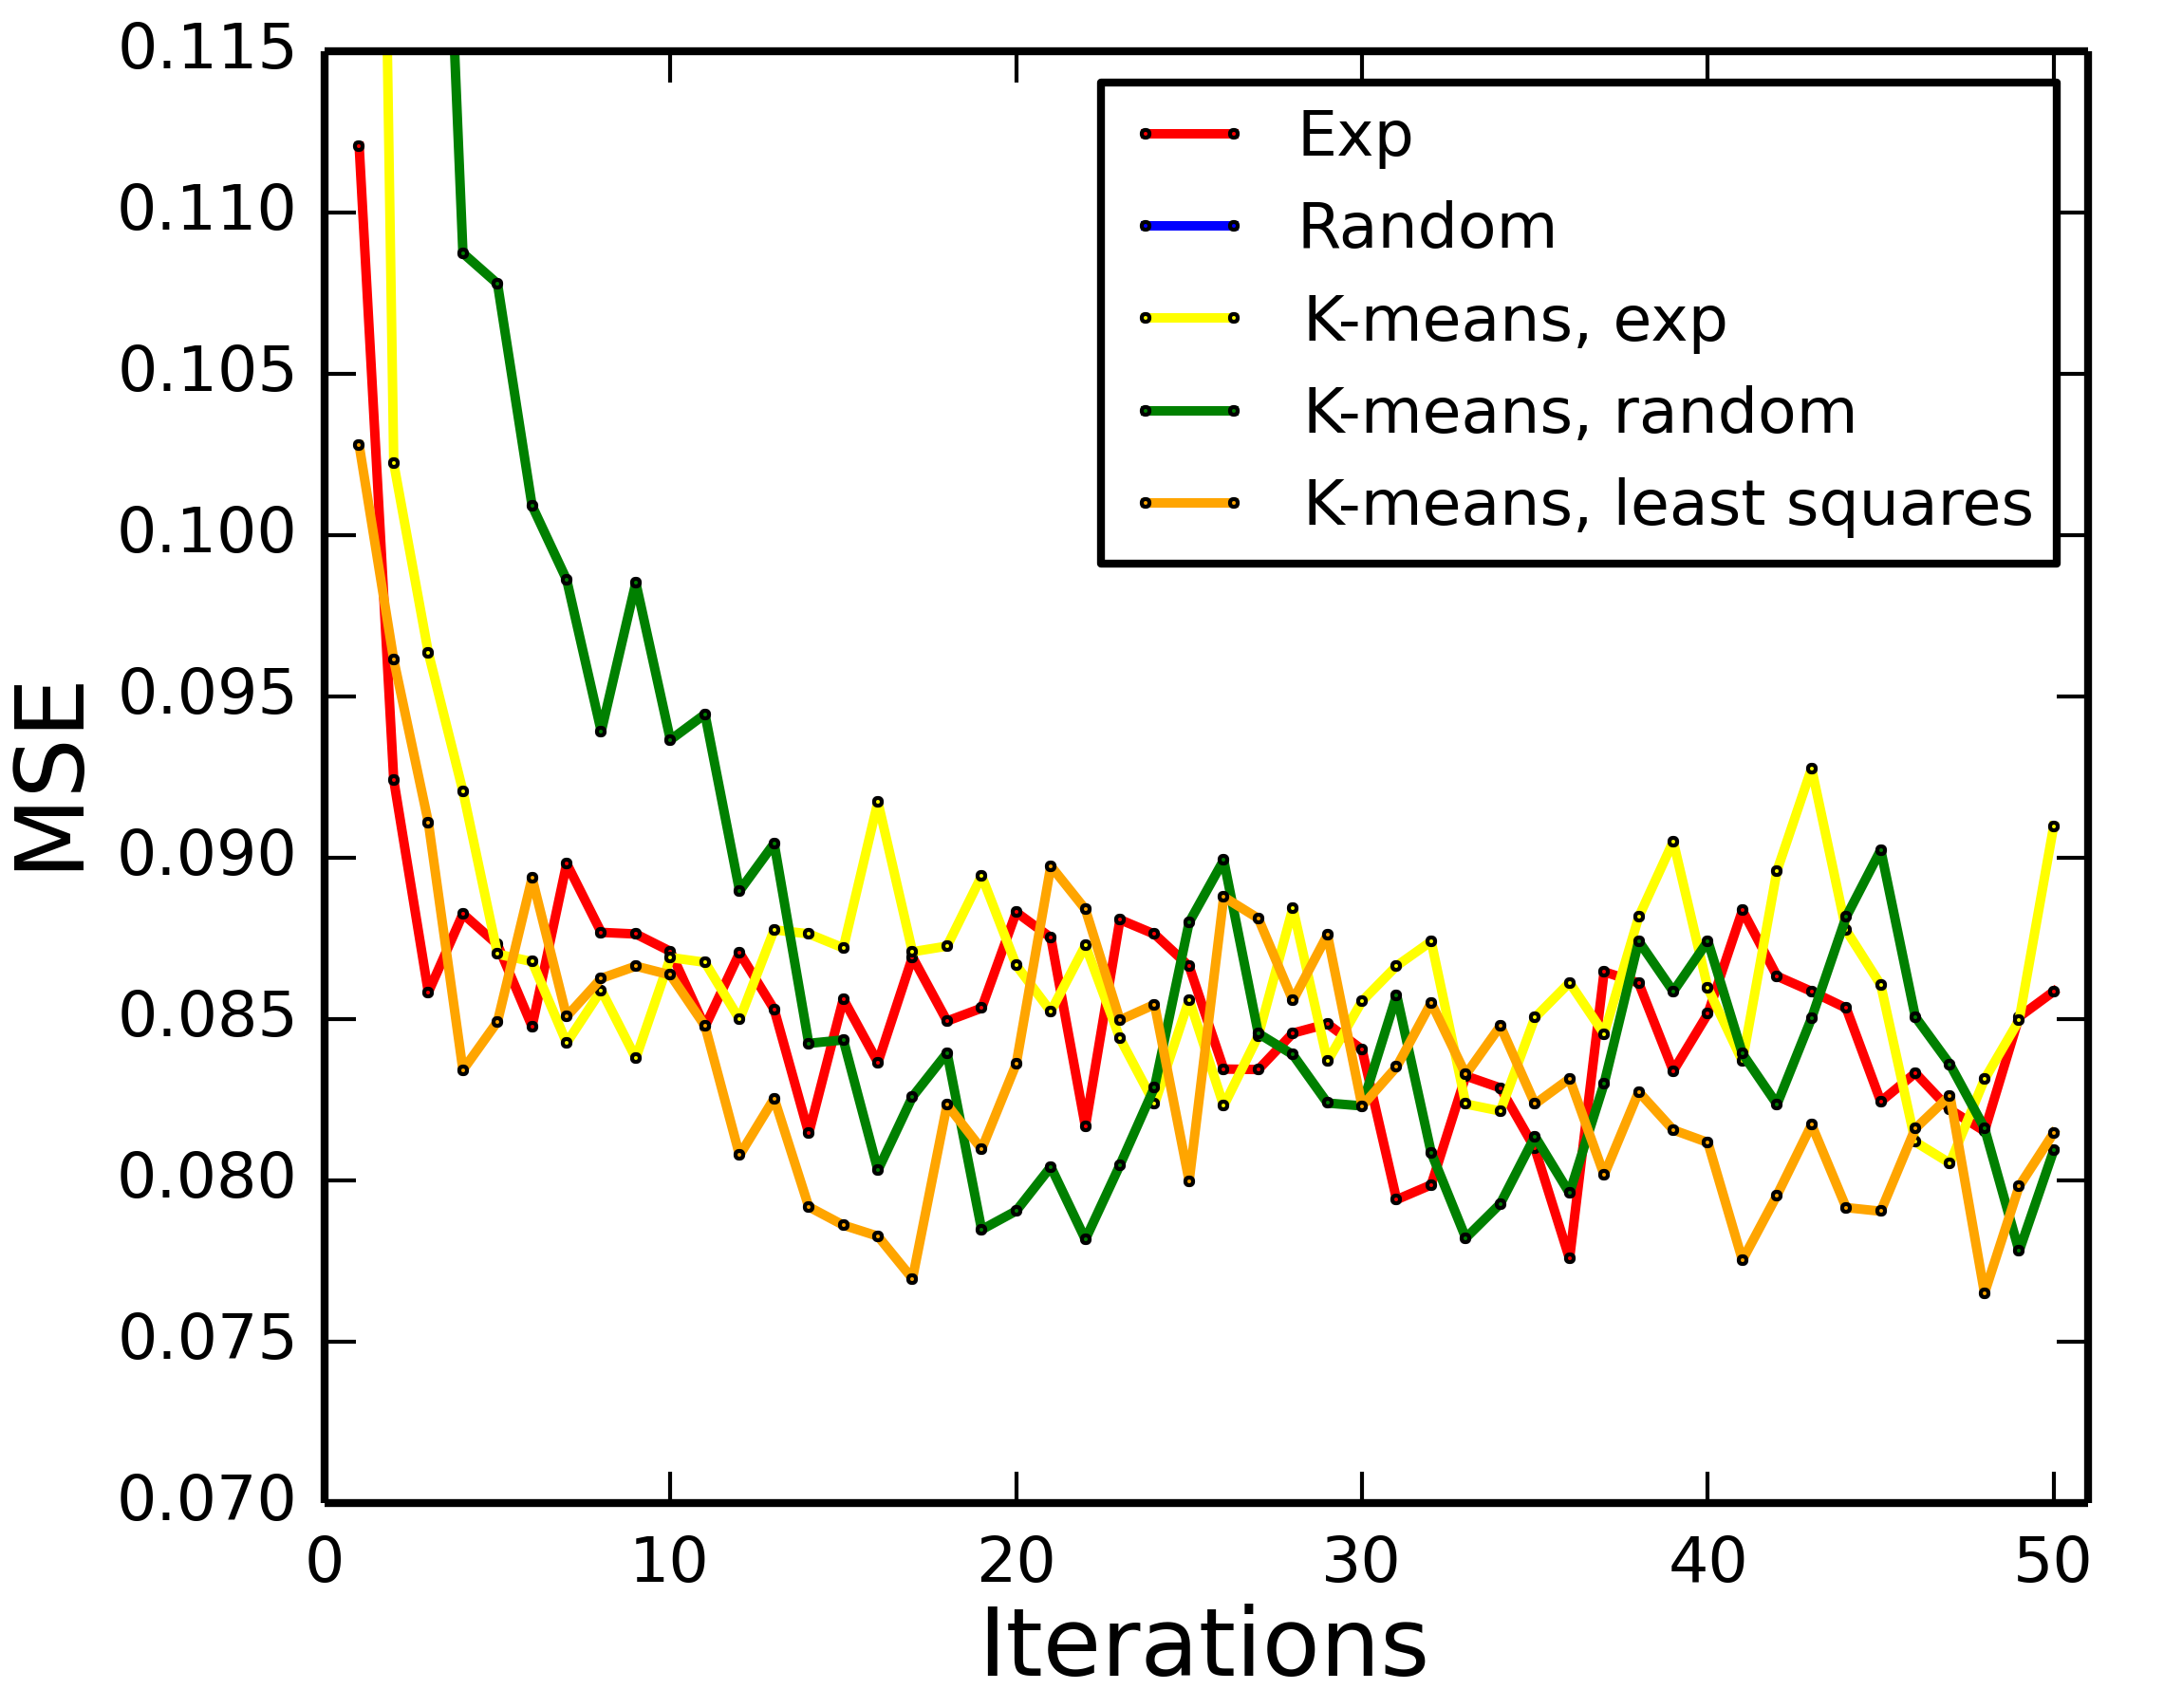 0.115
0.110
0.105
0.100
0.095
0.090
0.085
0.080
0.075
0.070
MSE
Exp
Random
K-means, exp
K-means, random
K-means, least squares
0 10 20 30 40 50
Iterations